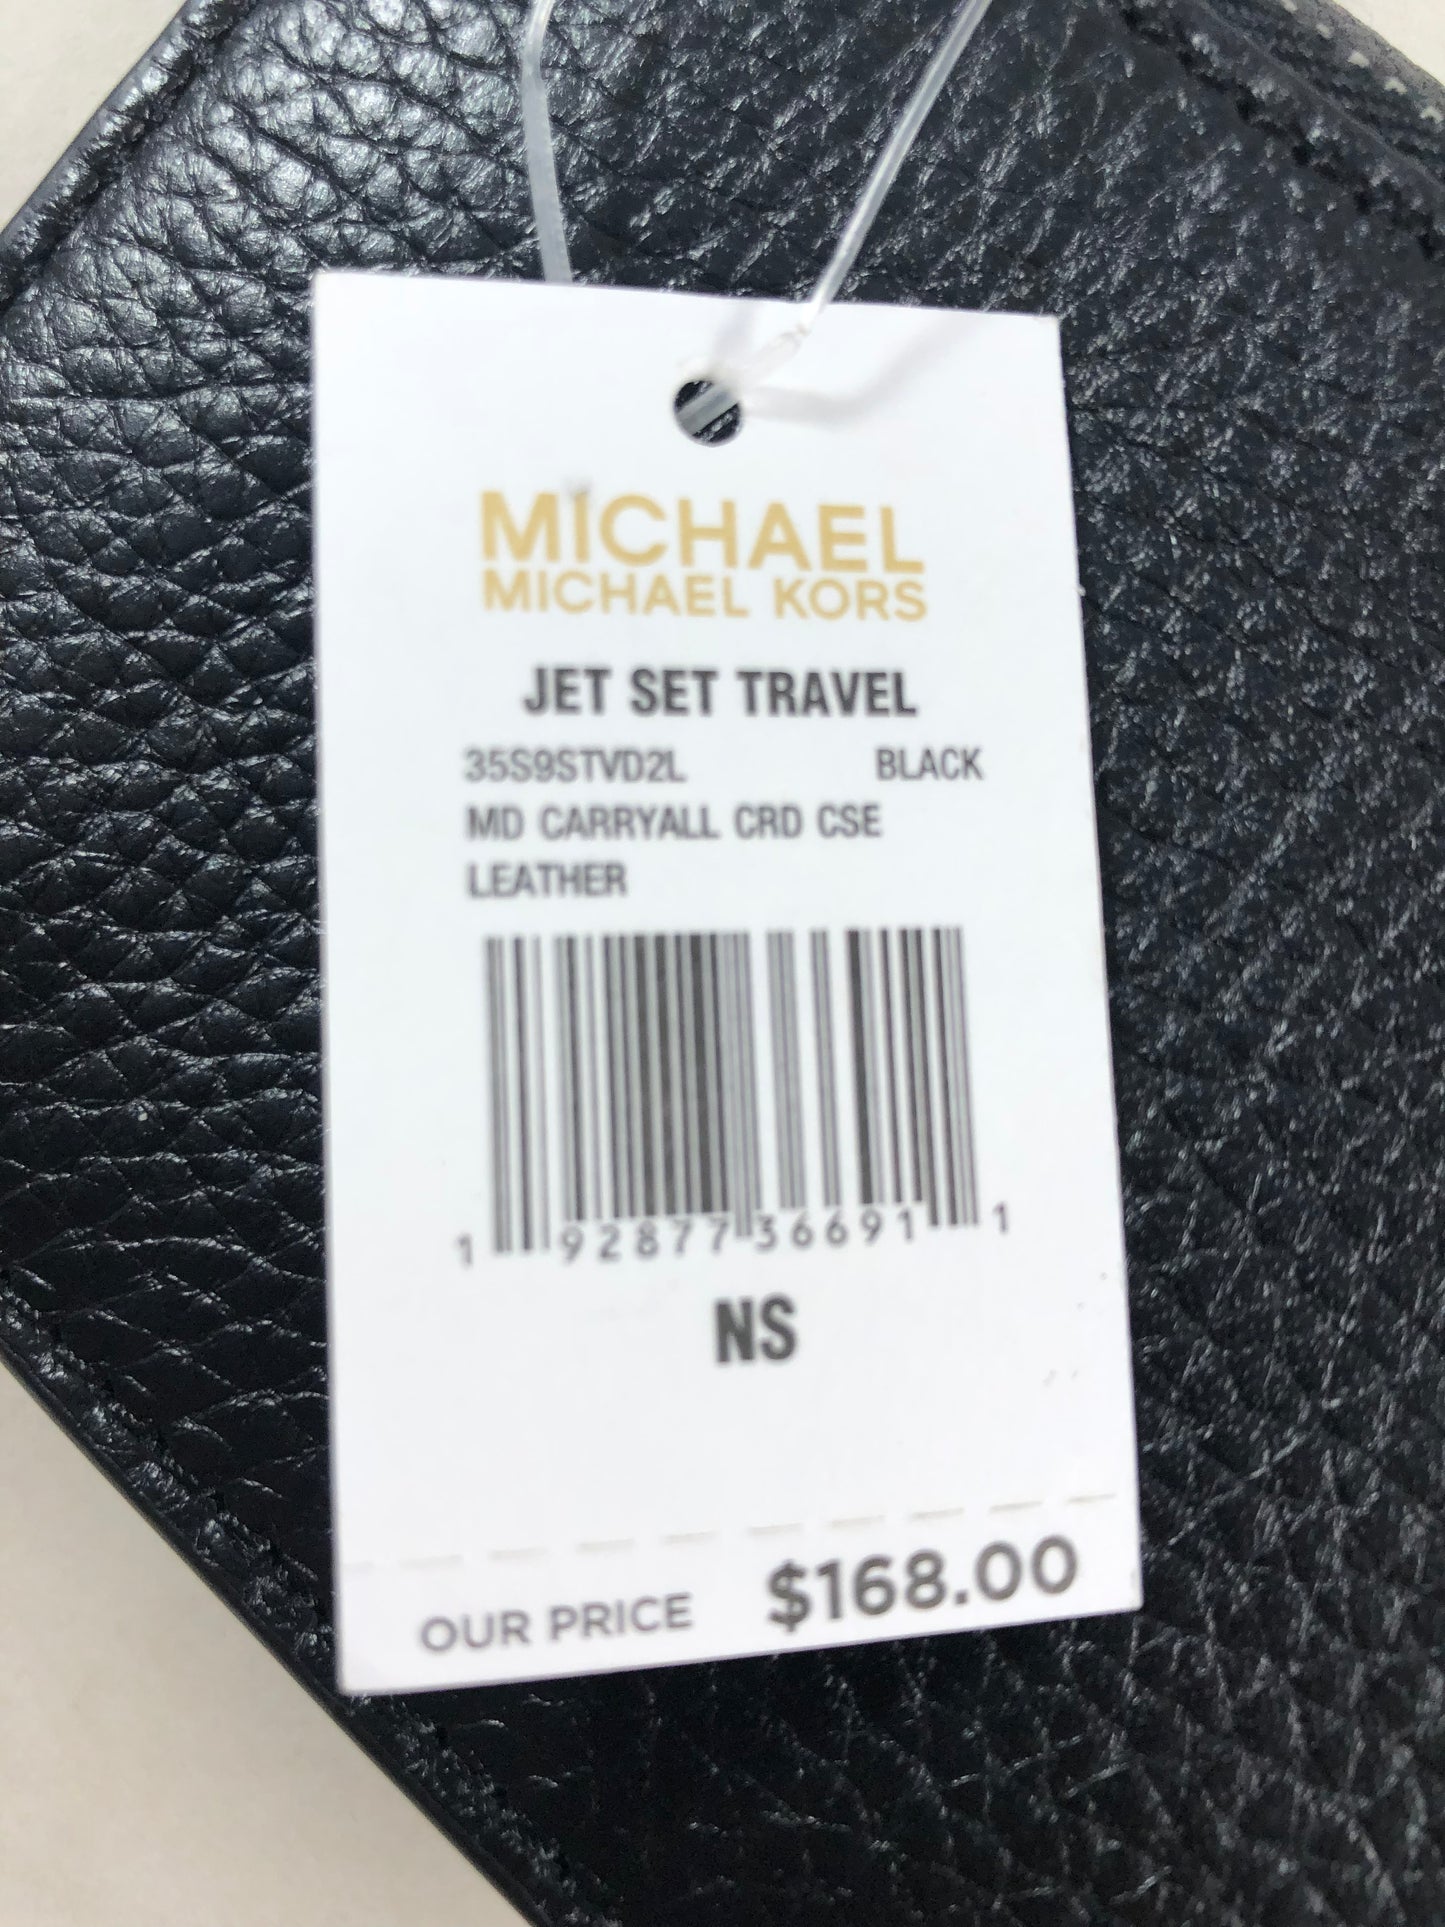 MICHAEL
MICHAEL KORS
JET SET TRAVEL
35S9STVD2L BLACK
MD CARRYALL CRD CSE
LEATHER
1 92877 36691 1
NS
OUR PRICE $168.00